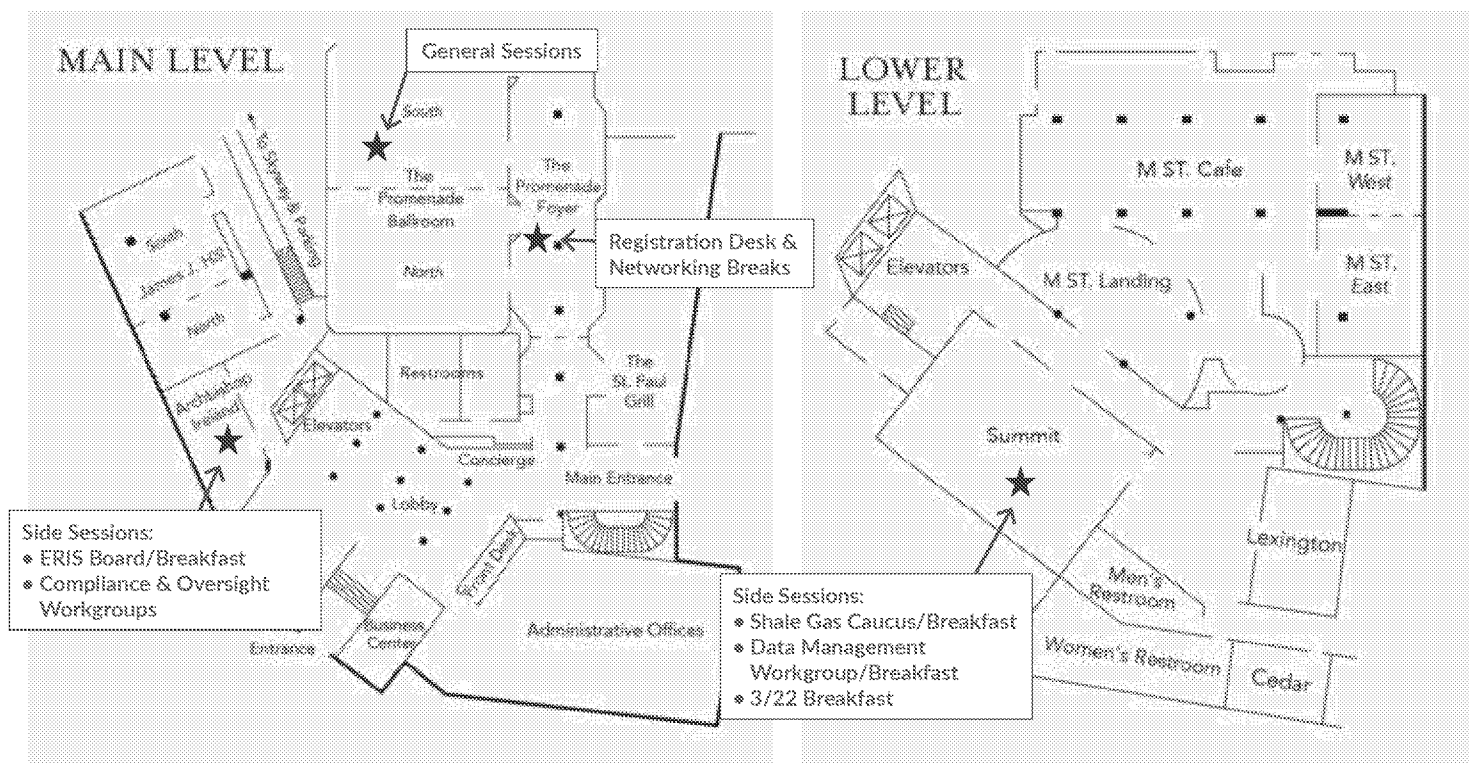 MAIN LEVEL
General Sessions
South
The
Promenade
Ballroom
North
The
Promenade
Foyer
Registration Desk &
Networking Breaks
To Skyway & Parking
South
James J. Hill
North
Archbishop
Ireland
Elevators
Restrooms
The
St. Paul
Grill
Concierge
Main Entrance
Lobby
Front Desk
Side Sessions:
• ERIS Board/Breakfast
• Compliance & Oversight
Workgroups
Entrance
Business
Center
Administrative Offices
LOWER
LEVEL
M ST. Cafe
M ST.
West
M ST.
East
Elevators
M ST. Landing
Summit
Lexington
Men's
Restroom
Women's Restroom
Cedar
Side Sessions:
• Shale Gas Caucus/Breakfast
• Data Management
Workgroup/Breakfast
• 3/22 Breakfast